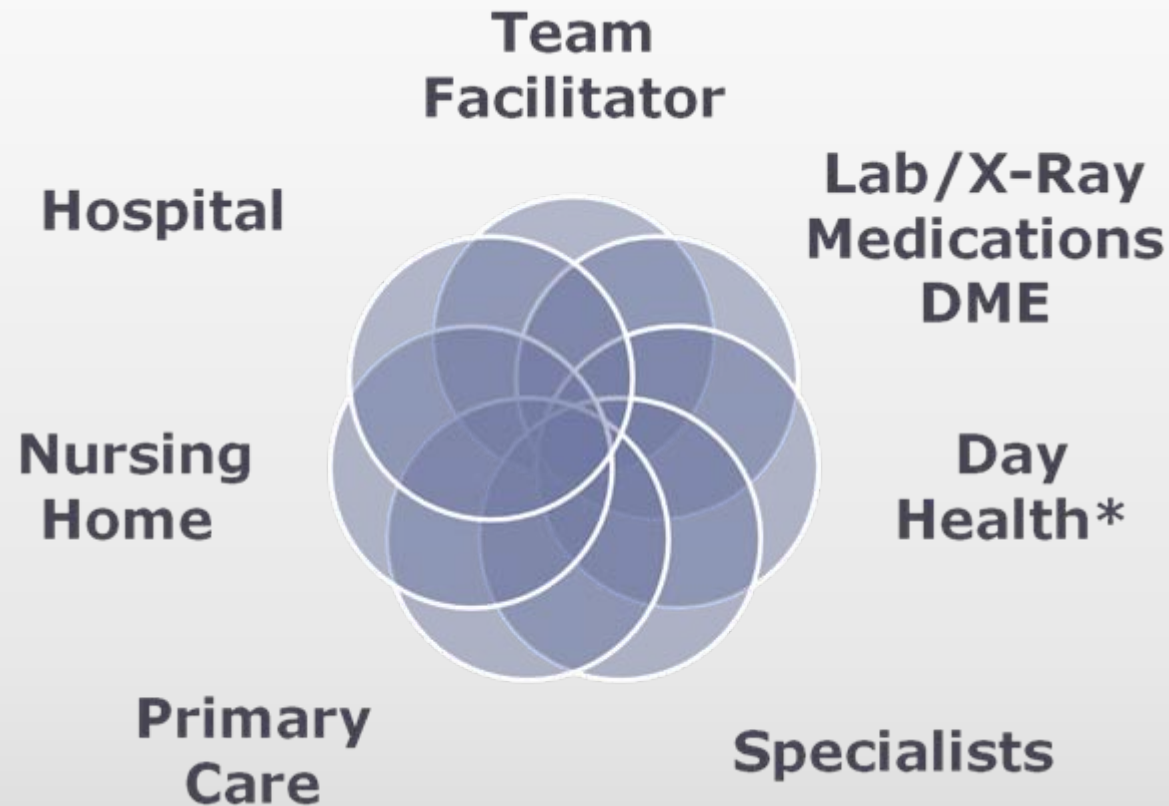 Team
Facilitator
Lab/X-Ray
Medications
DME
Day
Health*
Specialists
Primary
Care
Nursing
Home
Hospital